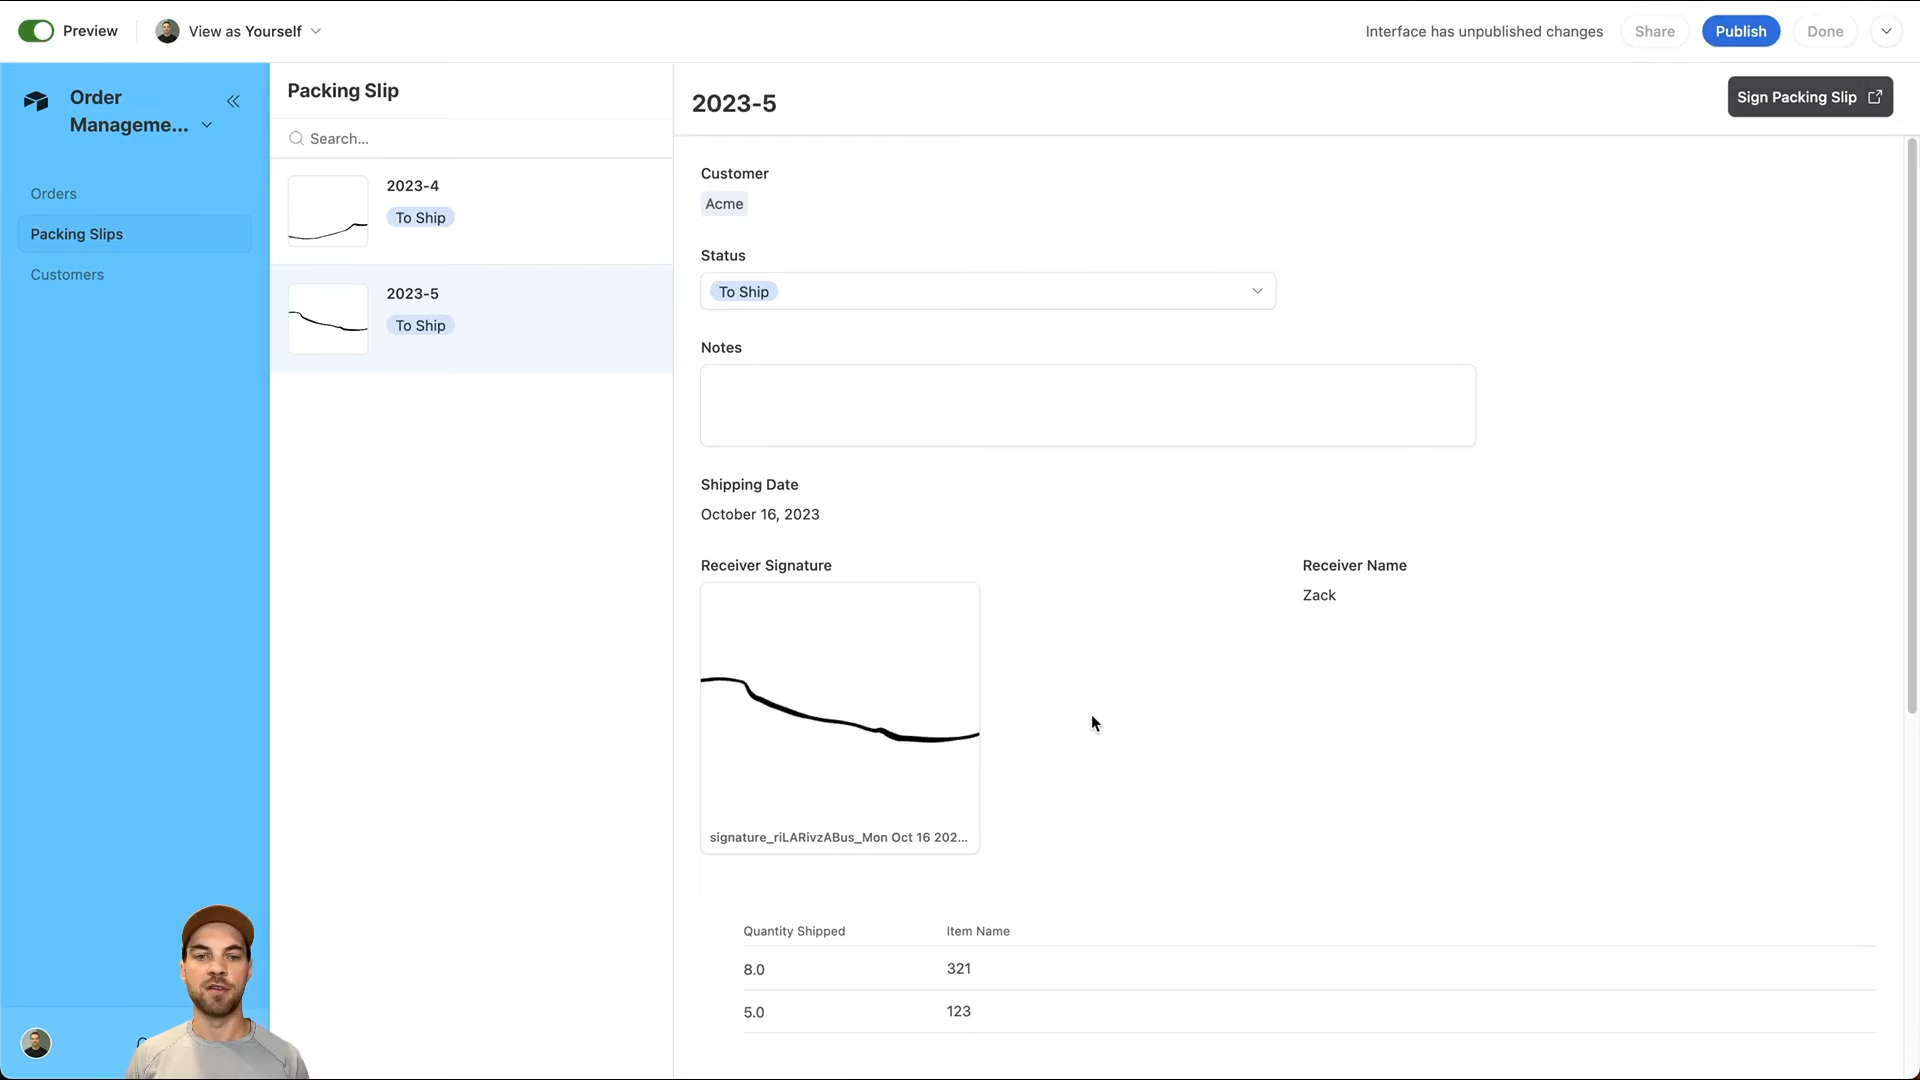 Preview
View as Yourself
Interface has unpublished changes
Share
Publish
Done
Order
Manageme...
Orders
Packing Slips
Customers
Packing Slip
Search...
2023-4
To Ship
2023-5
To Ship
2023-5
Sign Packing Slip
Customer
Acme
Status
To Ship
Notes
Shipping Date
October 16, 2023
Receiver Signature
Receiver Name
Zack
signature_riLARivzABus_Mon Oct 16 202...
Quantity Shipped
Item Name
8.0
321
5.0
123